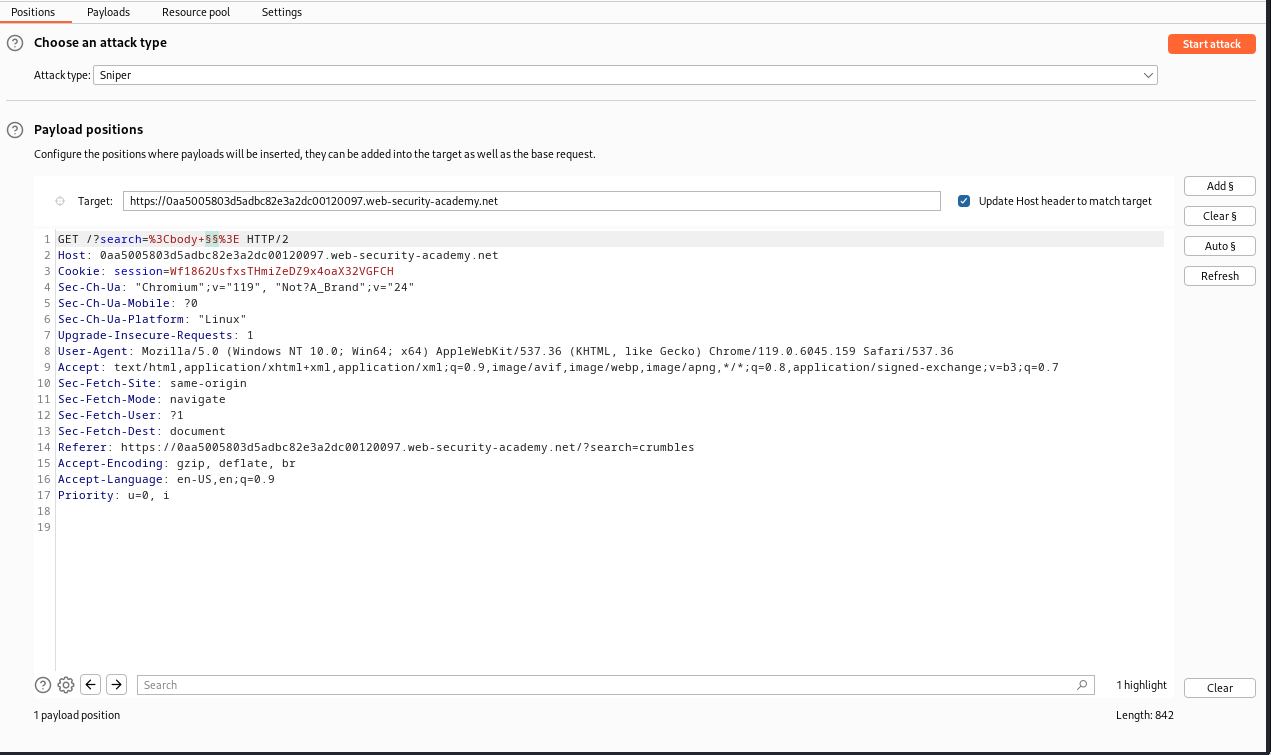 Positions Payloads Resource pool Settings
Choose an attack type
Start attack
Attack type: Sniper
Payload positions
Configure the positions where payloads will be inserted, they can be added into the target as well as the base request.
Target: https://0aa5005803d5adbc82e3a2dc00120097.web-security-academy.net
Update Host header to match target
Add §
Clear §
Auto §
Refresh
1 GET /?search=%3Cbody+§§%3E HTTP/2
2 Host: 0aa5005803d5adbc82e3a2dc00120097.web-security-academy.net
3 Cookie: session=Wf1862UsfxsTHmiZeDZ9x4oaX32VGFCH
4 Sec-Ch-Ua: "Chromium";v="119", "Not?A_Brand";v="24"
5 Sec-Ch-Ua-Mobile: ?0
6 Sec-Ch-Ua-Platform: "Linux"
7 Upgrade-Insecure-Requests: 1
8 User-Agent: Mozilla/5.0 (Windows NT 10.0; Win64; x64) AppleWebKit/537.36 (KHTML, like Gecko) Chrome/119.0.6045.159 Safari/537.36
9 Accept: text/html,application/xhtml+xml,application/xml;q=0.9,image/avif,image/webp,image/apng,*/*;q=0.8,application/signed-exchange;v=b3;q=0.7
10 Sec-Fetch-Site: same-origin
11 Sec-Fetch-Mode: navigate
12 Sec-Fetch-User: ?1
13 Sec-Fetch-Dest: document
14 Referer: https://0aa5005803d5adbc82e3a2dc00120097.web-security-academy.net/?search=crumbles
15 Accept-Encoding: gzip, deflate, br
16 Accept-Language: en-US,en;q=0.9
17 Priority: u=0, i
18
19
Search
1 highlight
Clear
1 payload position
Length: 842